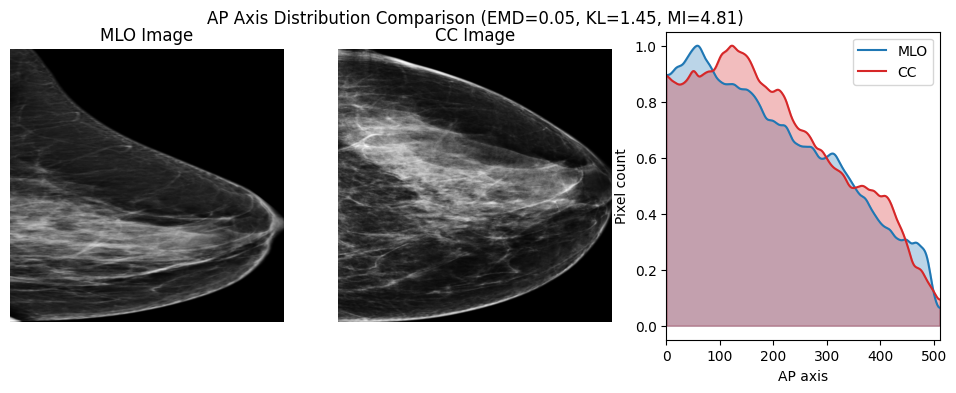 AP Axis Distribution Comparison (EMD=0.05, KL=1.45, MI=4.81)
MLO Image
CC Image
MLO
CC
Pixel count
1.0
0.8
0.6
0.4
0.2
0.0
0 100 200 300 400 500
AP axis